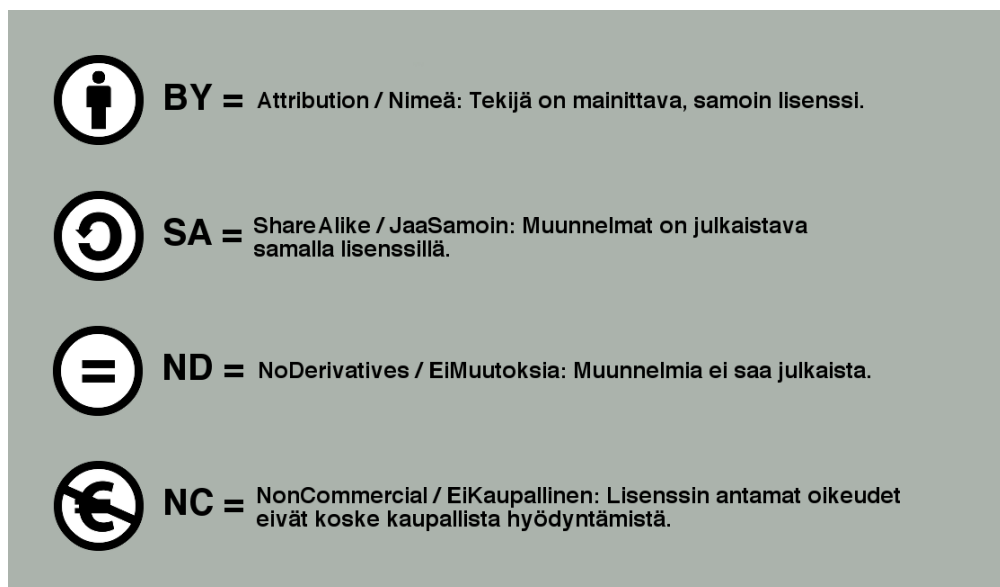 BY = Attribution / Nimeä: Tekijä on mainittava, samoin lisenssi.
SA = ShareAlike / JaaSamoin: Muunnelmat on julkaistava
samalla lisenssillä.
= ND = NoDerivatives / EiMuutoksia: Muunnelmia ei saa julkaista.
€ NC = NonCommercial / EiKaupallinen: Lisenssin antamat oikeudet
eivät koske kaupallista hyödyntämistä.